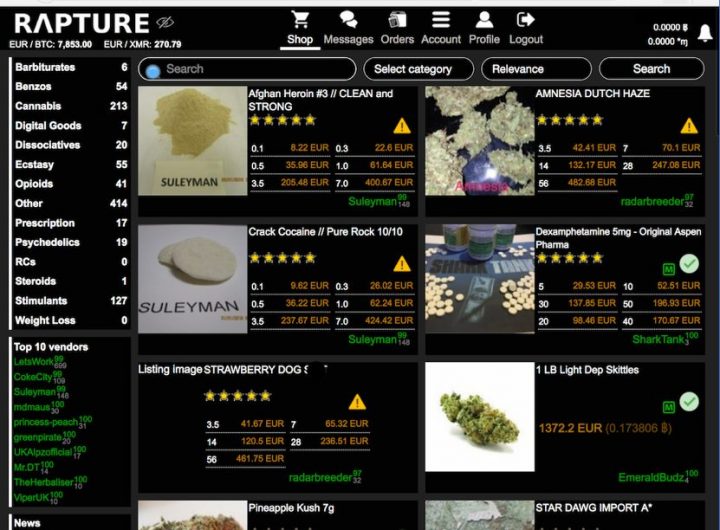 RAPTURE
EUR / BTC: 7,853.00 EUR / XMR: 270.79
Shop Messages Orders Account Profile Logout
0.0000 ฿
0.0000 ɱ
Barbiturates 6
Benzos 54
Cannabis 213
Digital Goods 7
Dissociatives 20
Ecstasy 55
Opioids 41
Other 414
Prescription 17
Psychedelics 19
RCs 0
Steroids 1
Stimulants 127
Weight Loss 0
Top 10 vendors
LetsWork 99 699
CokeCity 99 109
Suleyman 99 148
mdmaus 100 30
princess-peach 100 31
greenpirate 100 20
UKAlpzofficial 100 17
Mr.DT 100 14
TheHerbaliser 100 10
ViperUK 100 10
News
Search Select category Relevance Search
Afghan Heroin #3 // CLEAN and
STRONG
0.1 8.22 EUR 0.3 22.6 EUR
0.5 35.96 EUR 1.0 61.64 EUR
3.5 205.48 EUR 7.0 400.67 EUR
SULEYMAN
Suleyman 99 148
AMNESIA DUTCH HAZE
3.5 42.41 EUR 7 70.1 EUR
14 132.17 EUR 28 247.08 EUR
56 482.68 EUR
Amnesia
radarbreeder 97 32
Crack Cocaine // Pure Rock 10/10
0.1 9.62 EUR 0.3 26.02 EUR
0.5 36.22 EUR 1.0 62.24 EUR
3.5 237.67 EUR 7.0 424.42 EUR
SULEYMAN
Suleyman 99 148
Dexamphetamine 5mg - Original Aspen
Pharma
M
5 29.53 EUR 10 52.51 EUR
30 137.85 EUR 50 196.93 EUR
20 98.46 EUR 40 170.67 EUR
SHARK TANK
SharkTank 100 3
Listing image STRAWBERRY DOG
3.5 41.67 EUR 7 65.32 EUR
14 120.5 EUR 28 236.51 EUR
56 461.75 EUR
radarbreeder 97 32
1 LB Light Dep Skittles
M
1372.2 EUR (0.173806 ฿)
EmeraldBudz 100 4
Pineapple Kush 7g
STAR DAWG IMPORT A*